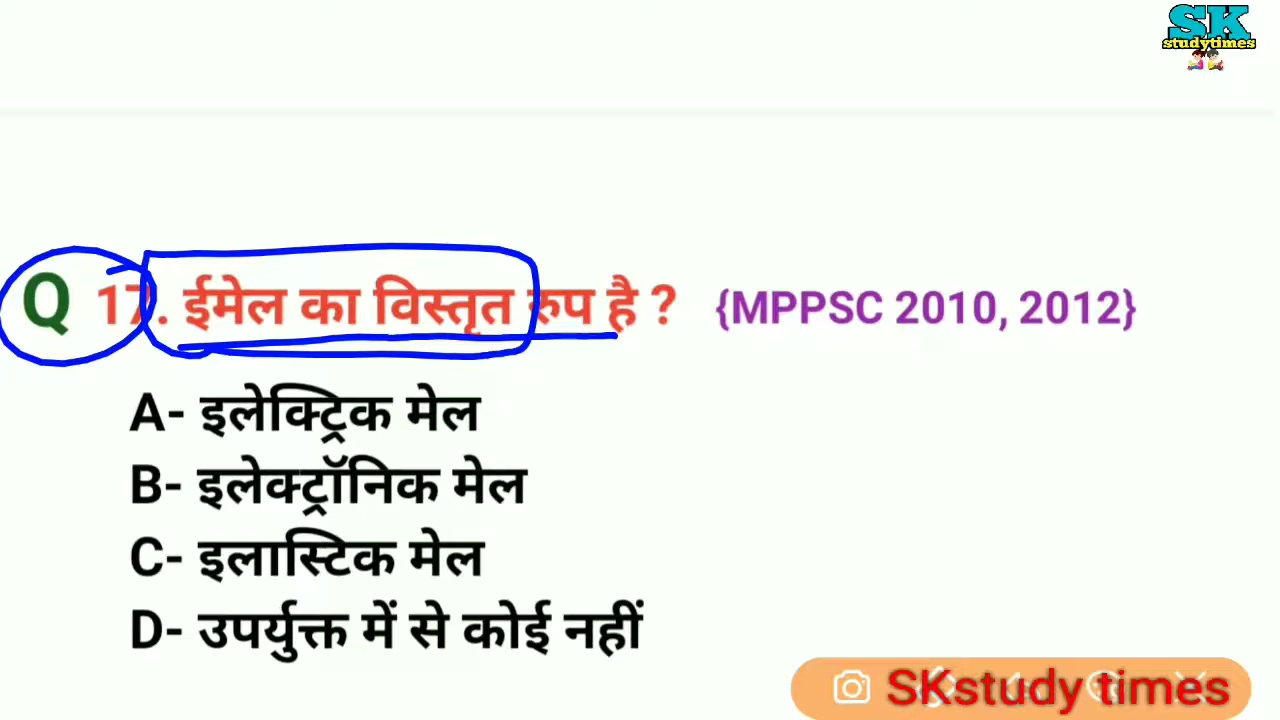 SK
studytimes
Q 17. ईमेल का विस्तृत रुप है ? {MPPSC 2010, 2012}
A- इलेक्ट्रिक मेल
B- इलेक्ट्रॉनिक मेल
C- इलास्टिक मेल
D- उपर्युक्त में से कोई नहीं
SKstudy times